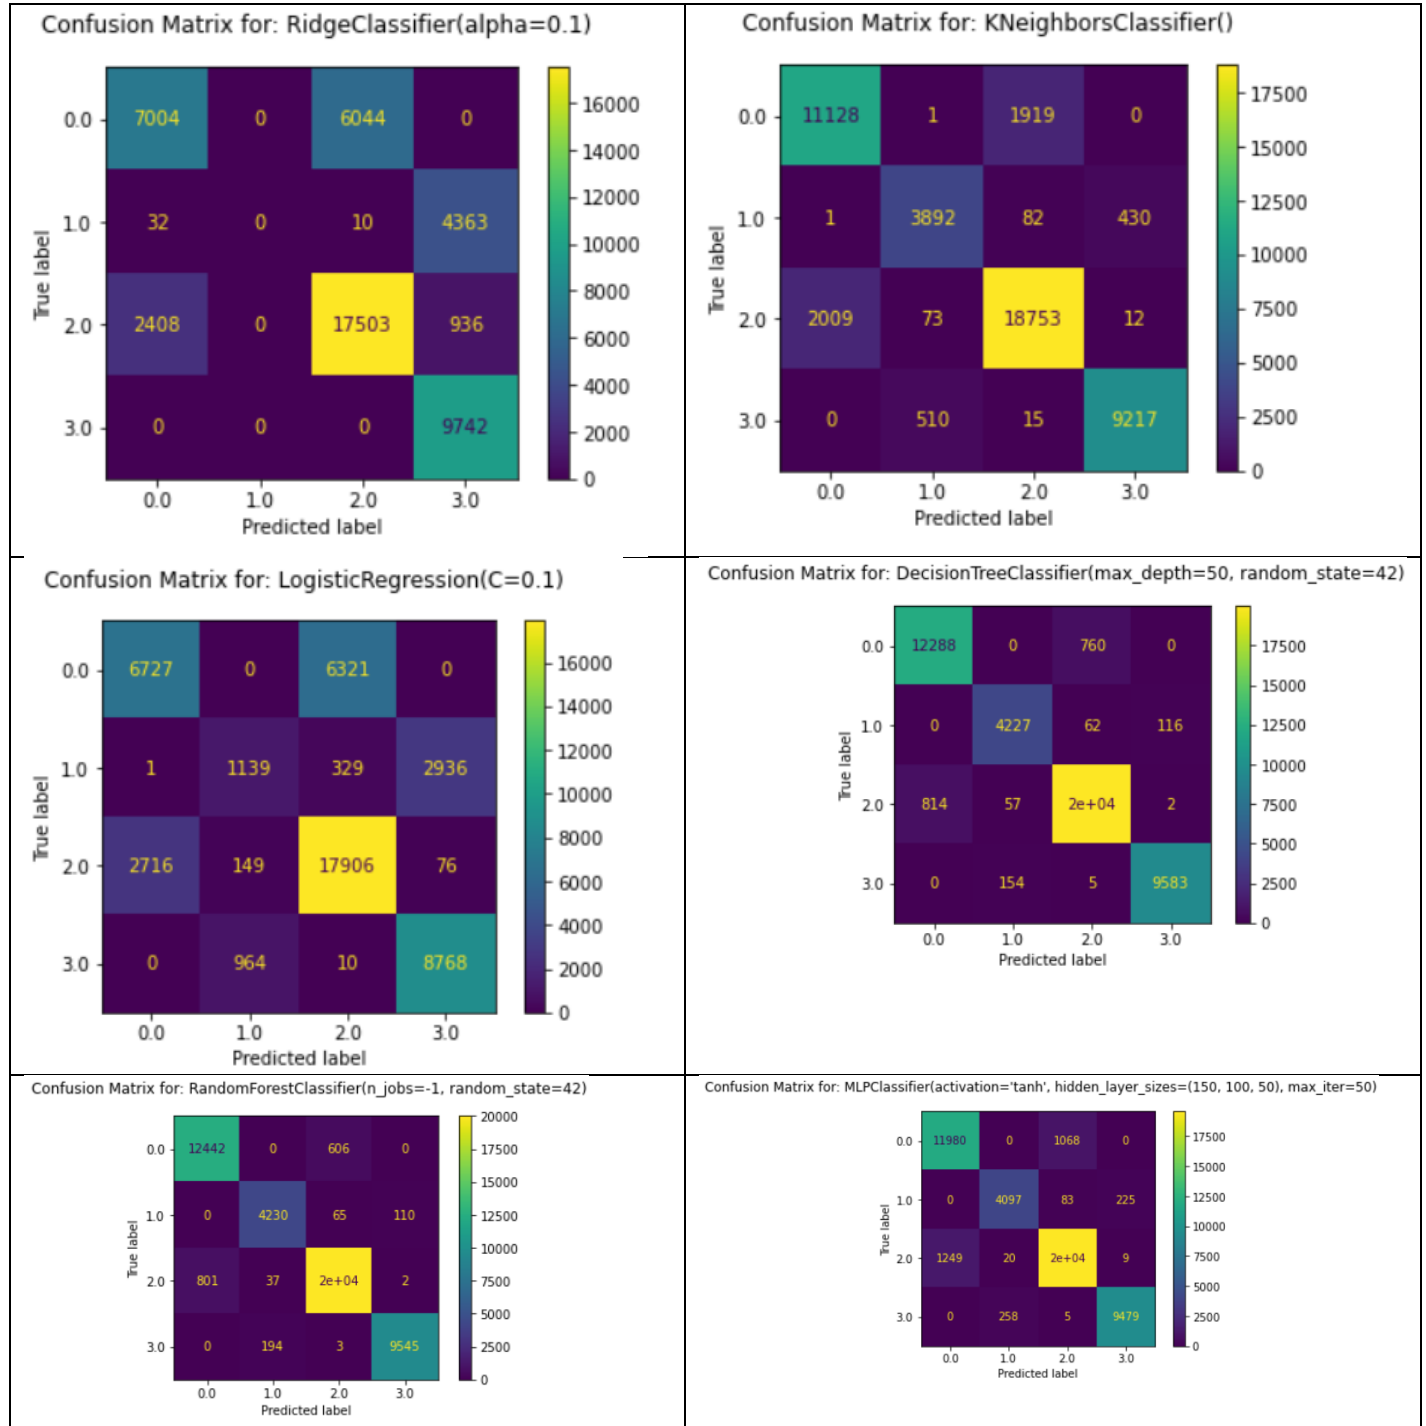 Confusion Matrix for: RidgeClassifier(alpha=0.1)
0.0 7004 0 6044 0
1.0 32 0 10 4363
2.0 2408 0 17503 936
3.0 0 0 0 9742
0.0 1.0 2.0 3.0
True label
Predicted label
16000
14000
12000
10000
8000
6000
4000
2000
0
Confusion Matrix for: KNeighborsClassifier()
0.0 11128 1 1919 0
1.0 1 3892 82 430
2.0 2009 73 18753 12
3.0 0 510 15 9217
0.0 1.0 2.0 3.0
True label
Predicted label
17500
15000
12500
10000
7500
5000
2500
0
Confusion Matrix for: LogisticRegression(C=0.1)
0.0 6727 0 6321 0
1.0 1 1139 329 2936
2.0 2716 149 17906 76
3.0 0 964 10 8768
0.0 1.0 2.0 3.0
True label
Predicted label
16000
14000
12000
10000
8000
6000
4000
2000
0
Confusion Matrix for: DecisionTreeClassifier(max_depth=50, random_state=42)
0.0 12288 0 760 0
1.0 0 4227 62 116
2.0 814 57 2e+04 2
3.0 0 154 5 9583
0.0 1.0 2.0 3.0
True label
Predicted label
17500
15000
12500
10000
7500
5000
2500
0
Confusion Matrix for: RandomForestClassifier(n_jobs=-1, random_state=42)
0.0 12442 0 606 0
1.0 0 4230 65 110
2.0 801 37 2e+04 2
3.0 0 194 3 9545
0.0 1.0 2.0 3.0
True label
Predicted label
20000
17500
15000
12500
10000
7500
5000
2500
0
Confusion Matrix for: MLPClassifier(activation='tanh', hidden_layer_sizes=(150, 100, 50), max_iter=50)
0.0 11980 0 1068 0
1.0 0 4097 83 225
2.0 1249 20 2e+04 9
3.0 0 258 5 9479
0.0 1.0 2.0 3.0
True label
Predicted label
17500
15000
12500
10000
7500
5000
2500
0